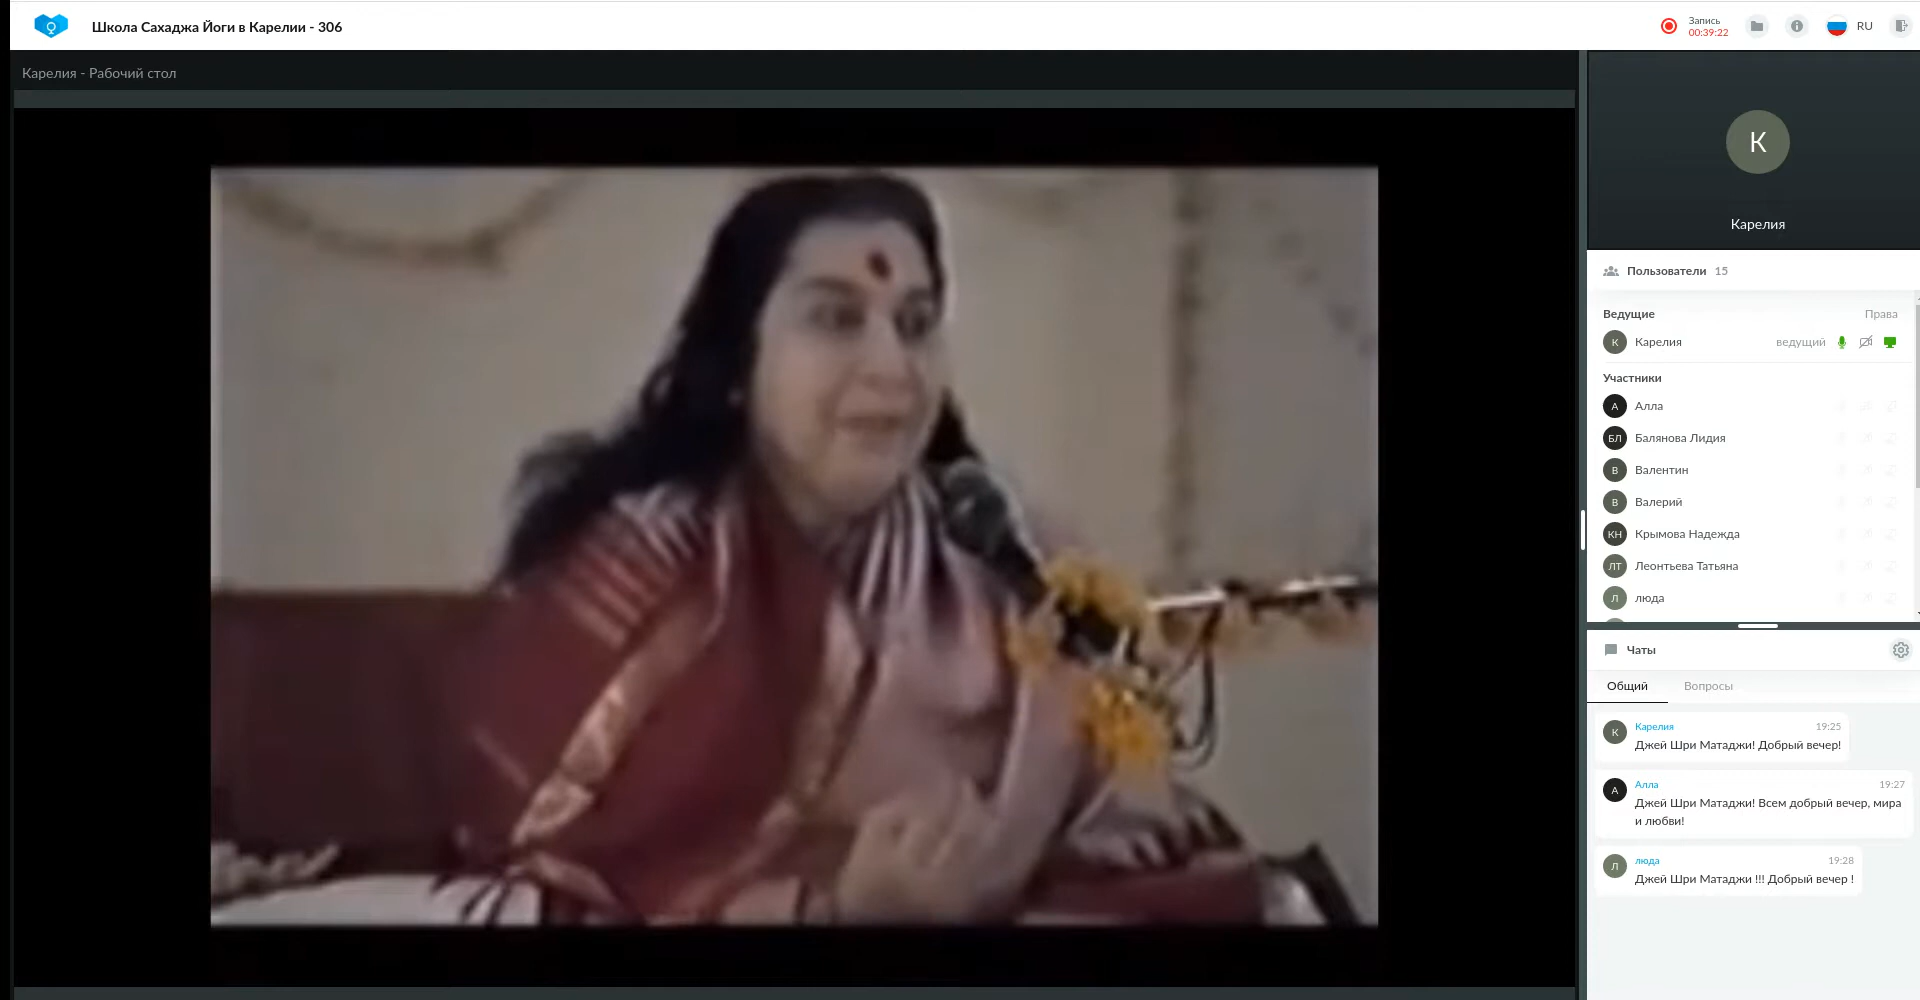 Школа Сахаджа Йоги в Карелии - 306
Запись
00:39:22
RU
Карелия - Рабочий стол
К
Карелия
Пользователи 15
Ведущие Права
К Карелия ведущий
Участники
А Алла
БЛ Балянова Лидия
В Валентин
В Валерий
КН Крымова Надежда
ЛТ Леонтьева Татьяна
Л люда
Чаты
Общий Вопросы
К Карелия 19:25
Джей Шри Матаджи! Добрый вечер!
А Алла 19:27
Джей Шри Матаджи! Всем добрый вечер, мира
и любви!
Л люда 19:28
Джей Шри Матаджи !!! Добрый вечер !